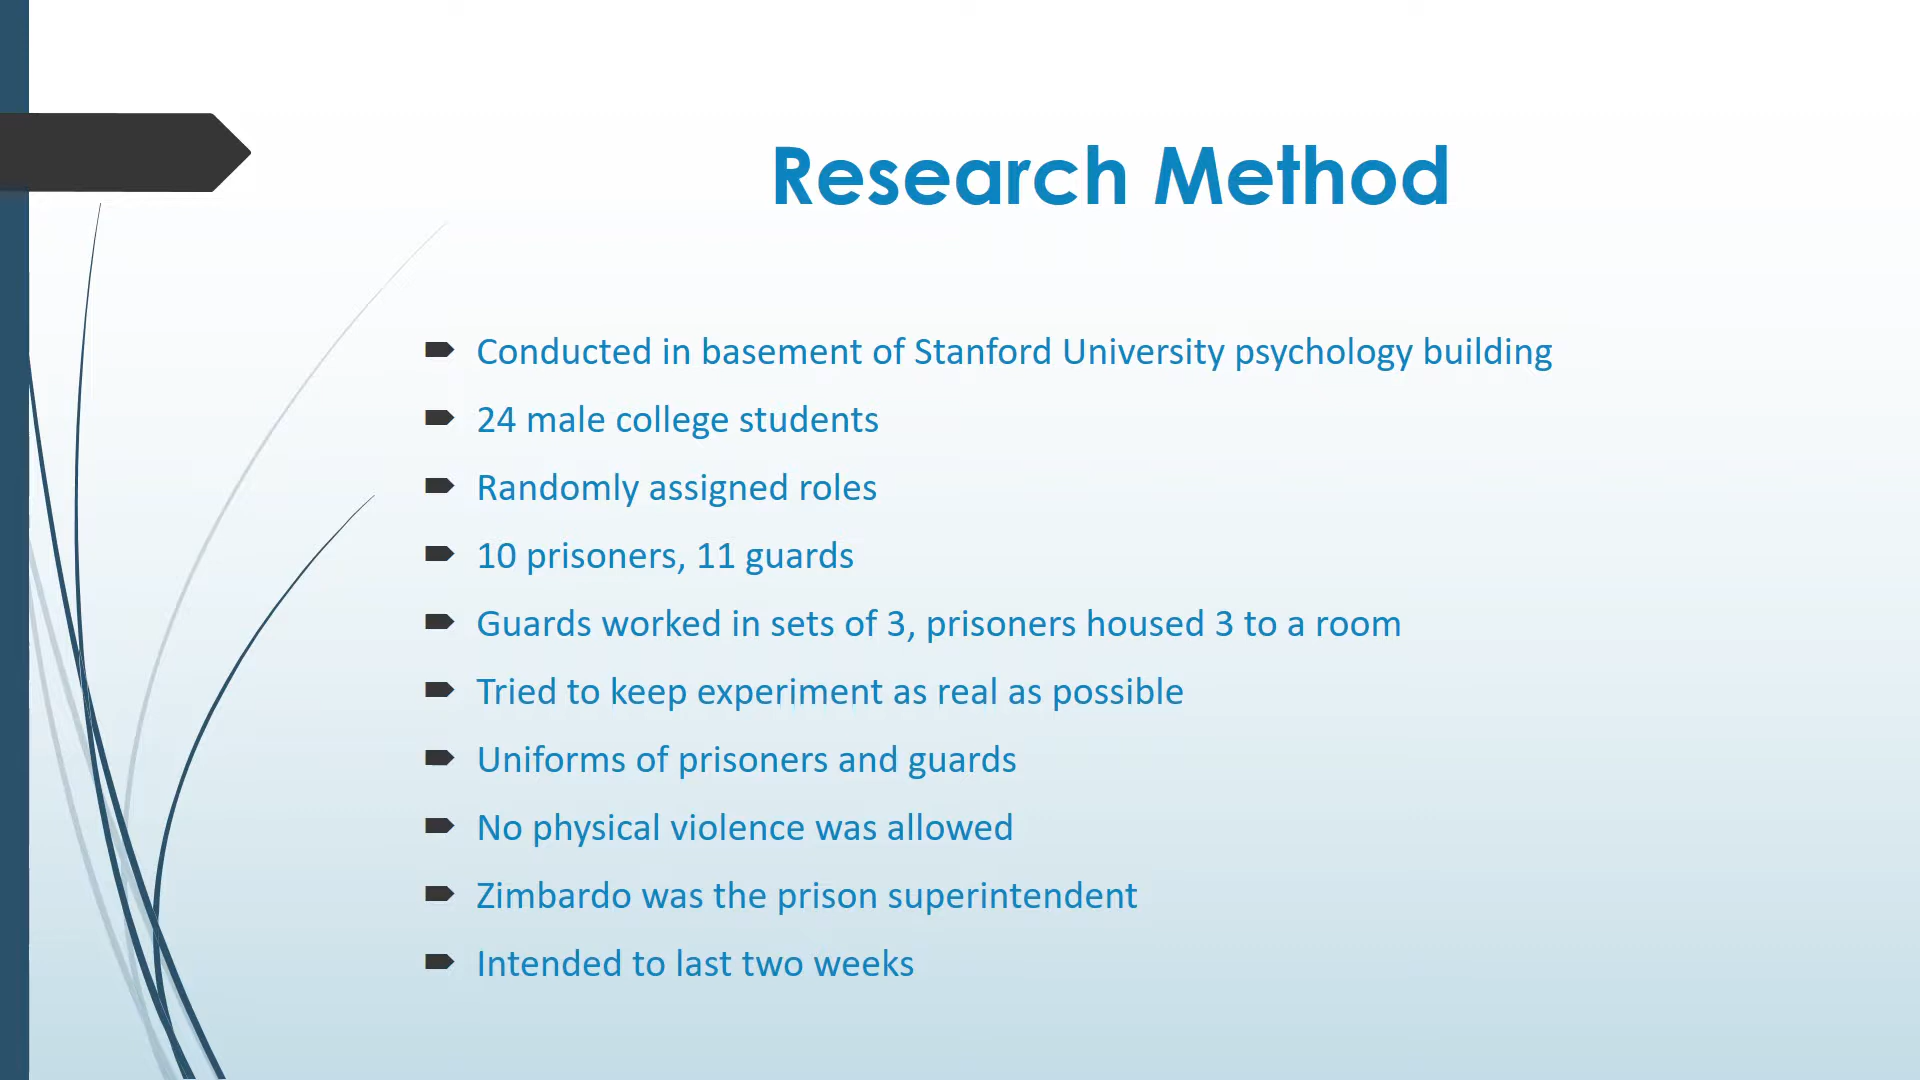 Research Method
Conducted in basement of Stanford University psychology building
24 male college students
Randomly assigned roles
10 prisoners, 11 guards
Guards worked in sets of 3, prisoners housed 3 to a room
Tried to keep experiment as real as possible
Uniforms of prisoners and guards
No physical violence was allowed
Zimbardo was the prison superintendent
Intended to last two weeks